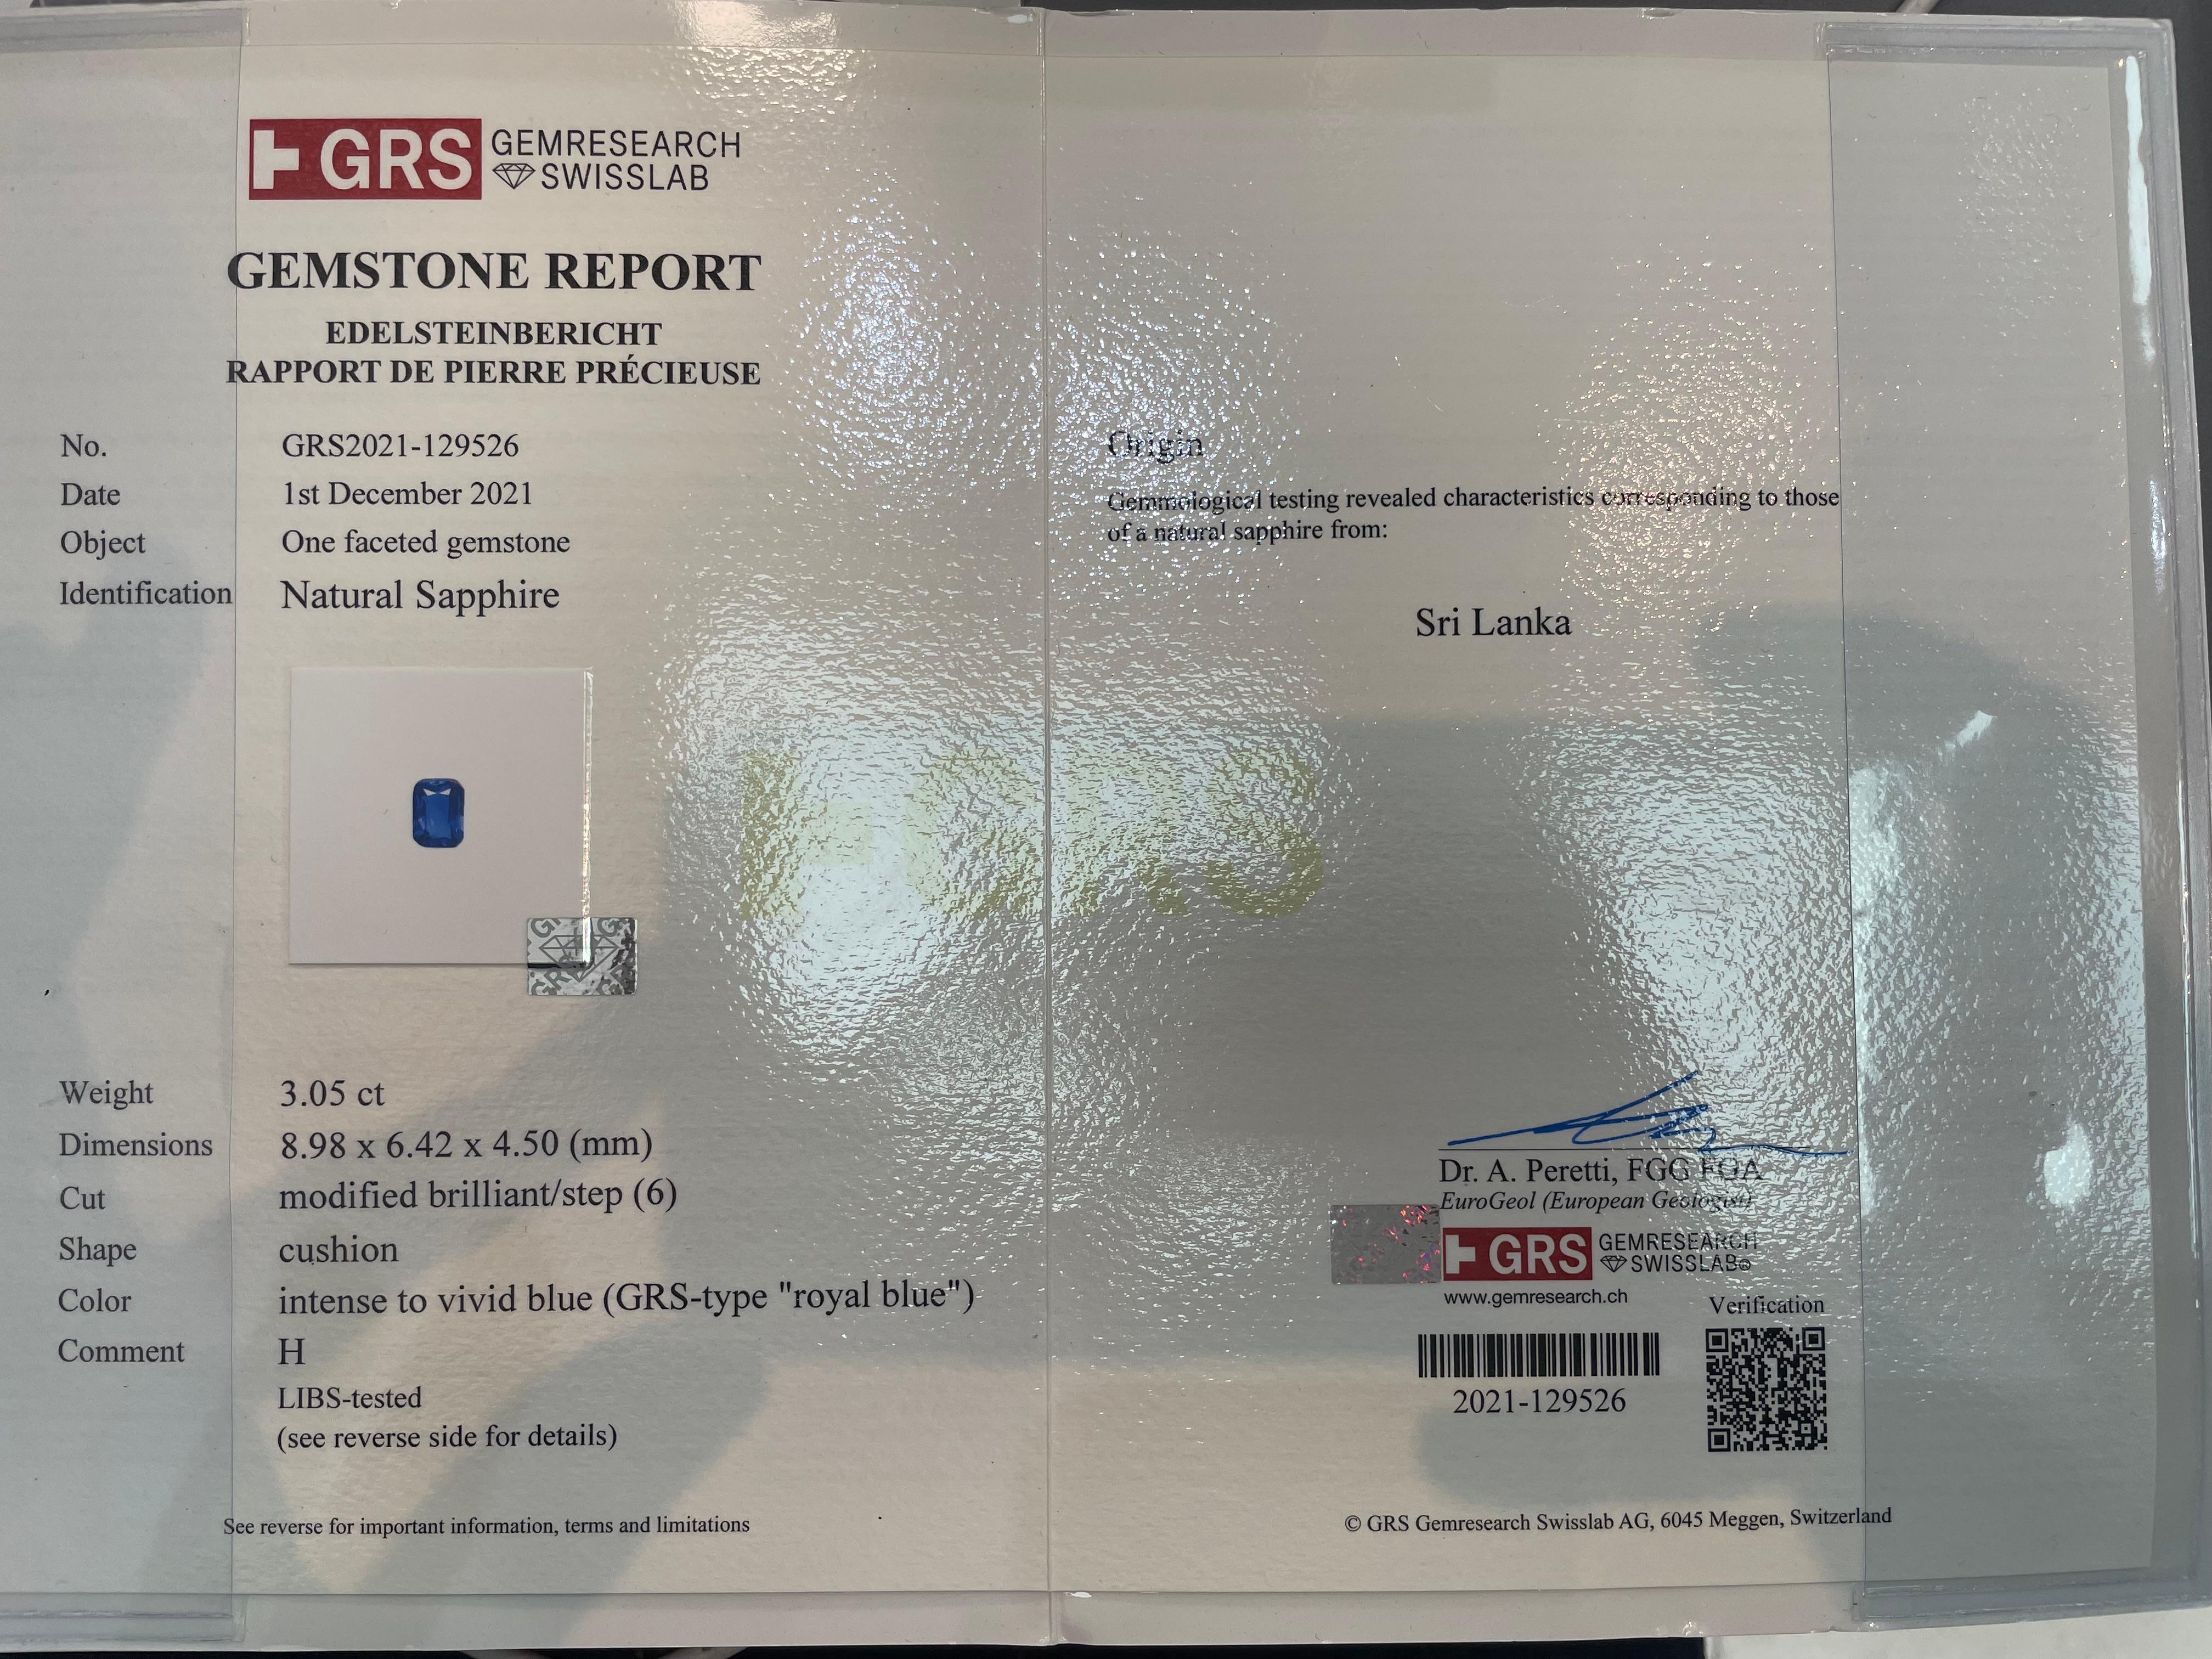 GRS GEMRESEARCH
SWISSLAB
GEMSTONE REPORT
EDELSTEINBERICHT
RAPPORT DE PIERRE PRÉCIEUSE
No. GRS2021-129526
Date 1st December 2021
Object One faceted gemstone
Identification Natural Sapphire
Weight 3.05 ct
Dimensions 8.98 x 6.42 x 4.50 (mm)
Cut modified brilliant/step (6)
Shape cushion
Color intense to vivid blue (GRS-type "royal blue")
Comment H
LIBS-tested
(see reverse side for details)
See reverse for important information, terms and limitations
Origin
Gemmological testing revealed characteristics corresponding to those
of a natural sapphire from:
Sri Lanka
GRS
Dr. A. Peretti, FGG FGA
EuroGeol (European Geologist)
GRS GEMRESEARCH
SWISSLAB®
www.gemresearch.ch
Verification
2021-129526
© GRS Gemresearch Swisslab AG, 6045 Meggen, Switzerland